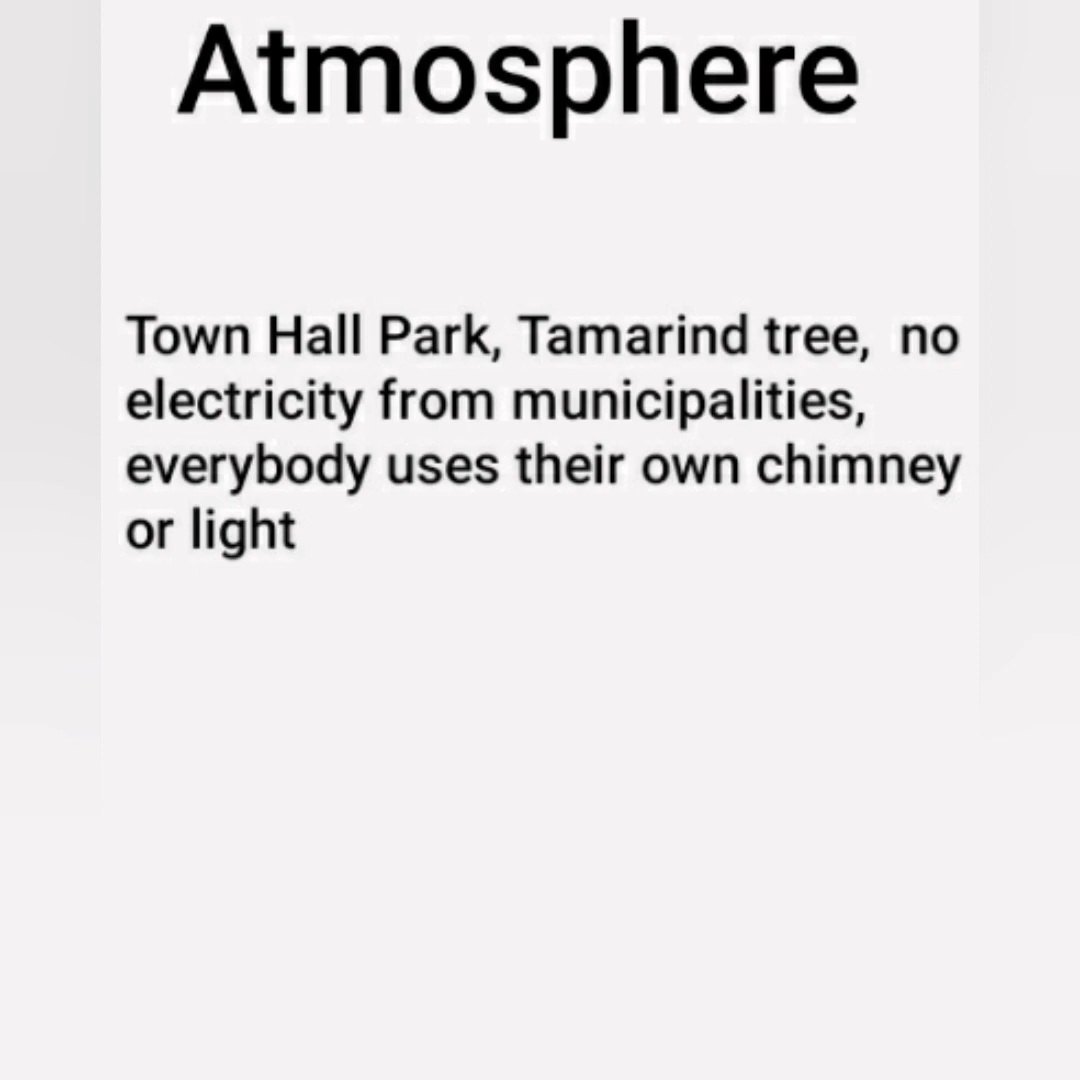 Atmosphere
Town Hall Park, Tamarind tree,  no
electricity from municipalities,
everybody uses their own chimney
or light